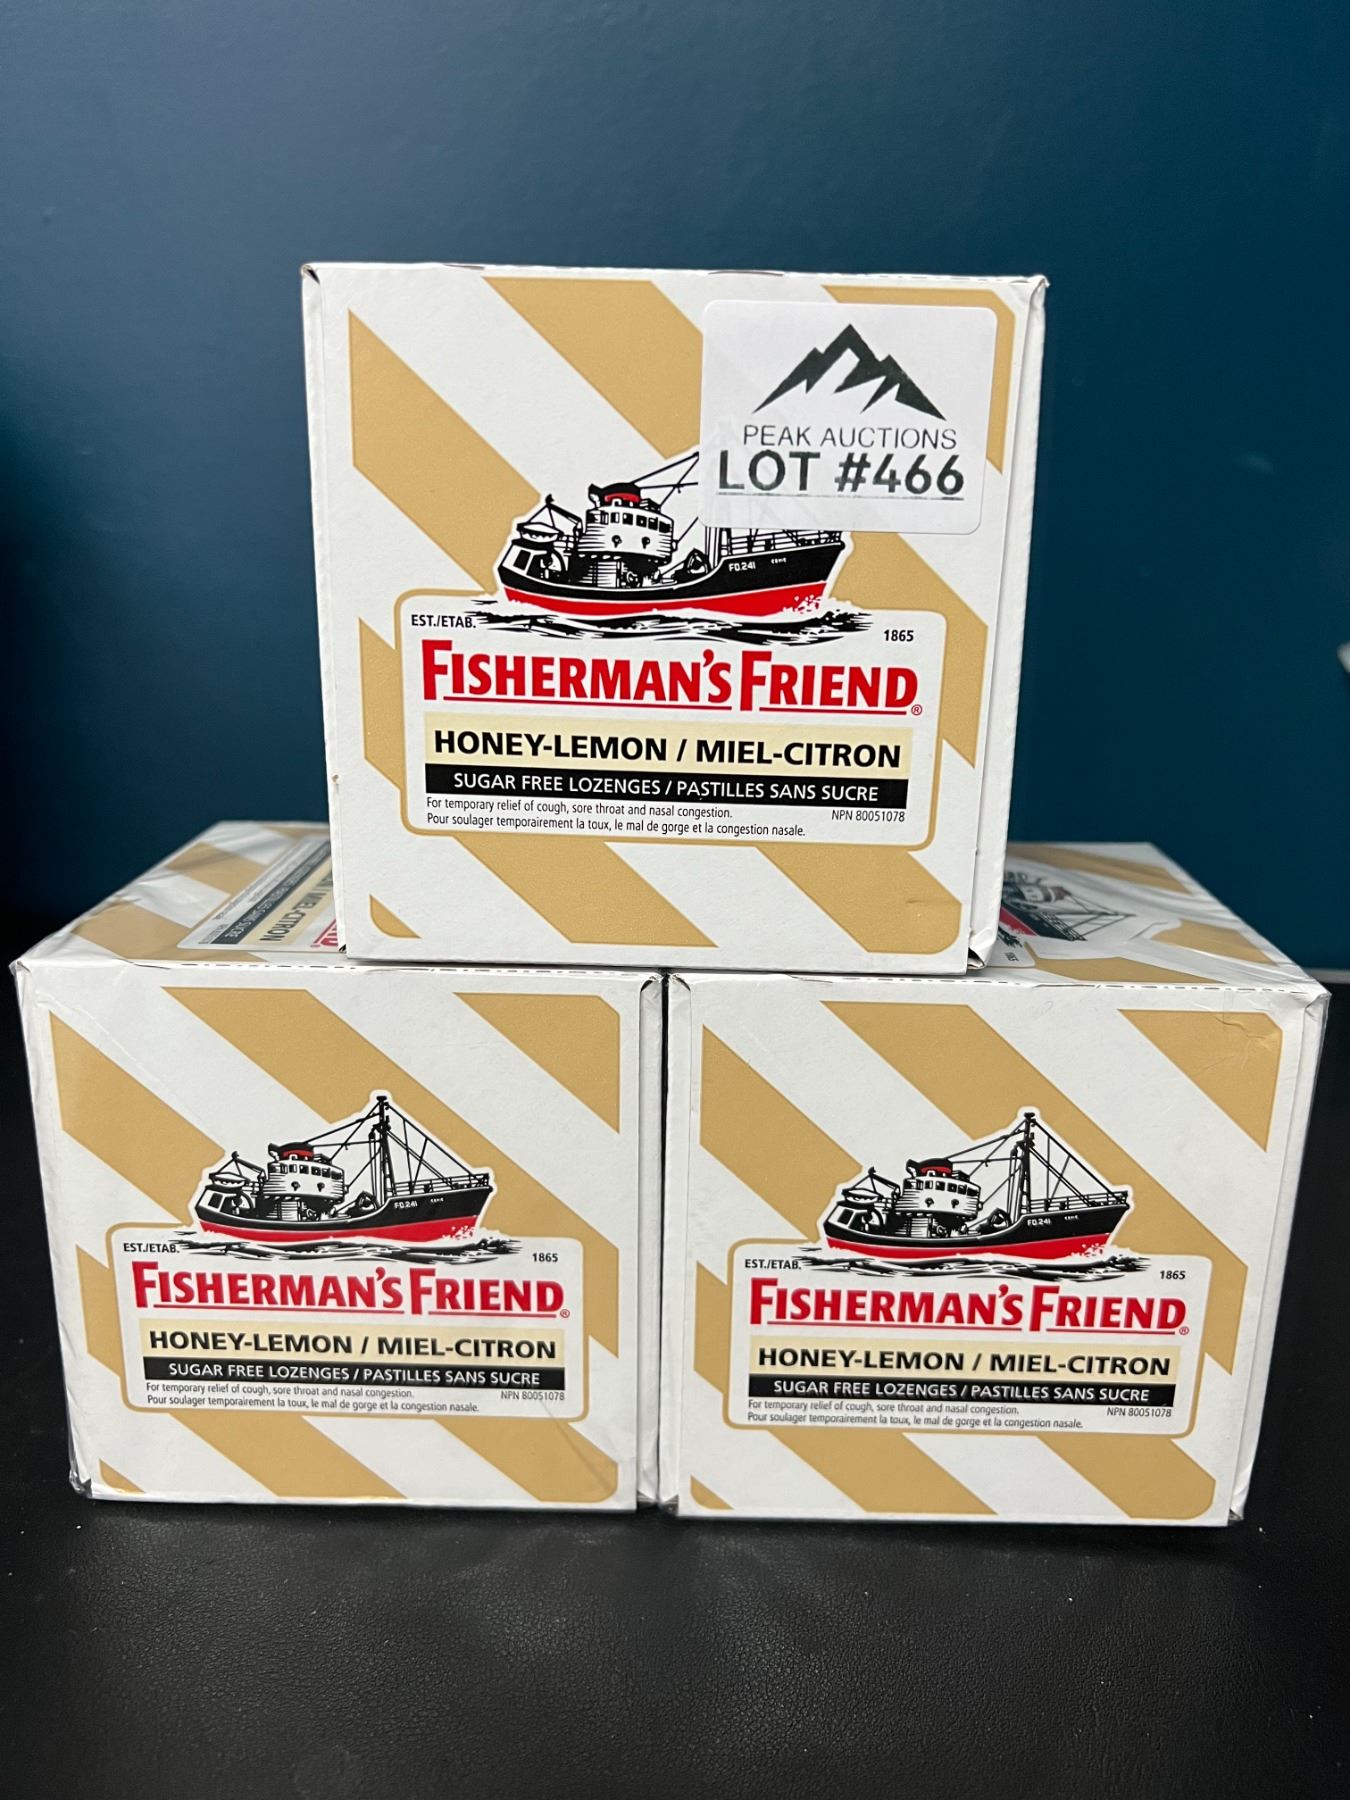 PEAK AUCTIONS
LOT #466
FD.241
EST./ETAB.
1865
FISHERMAN'S FRIEND®
HONEY-LEMON / MIEL-CITRON
SUGAR FREE LOZENGES / PASTILLES SANS SUCRE
For temporary relief of cough, sore throat and nasal congestion. NPN 80051078
Pour soulager temporairement la toux, le mal de gorge et la congestion nasale.
FD.241
EST./ETAB.
1865
FISHERMAN'S FRIEND®
HONEY-LEMON / MIEL-CITRON
SUGAR FREE LOZENGES / PASTILLES SANS SUCRE
For temporary relief of cough, sore throat and nasal congestion. NPN 80051078
Pour soulager temporairement la toux, le mal de gorge et la congestion nasale.
FD.241
EST./ETAB.
1865
FISHERMAN'S FRIEND®
HONEY-LEMON / MIEL-CITRON
SUGAR FREE LOZENGES / PASTILLES SANS SUCRE
For temporary relief of cough, sore throat and nasal congestion. NPN 80051078
Pour soulager temporairement la toux, le mal de gorge et la congestion nasale.